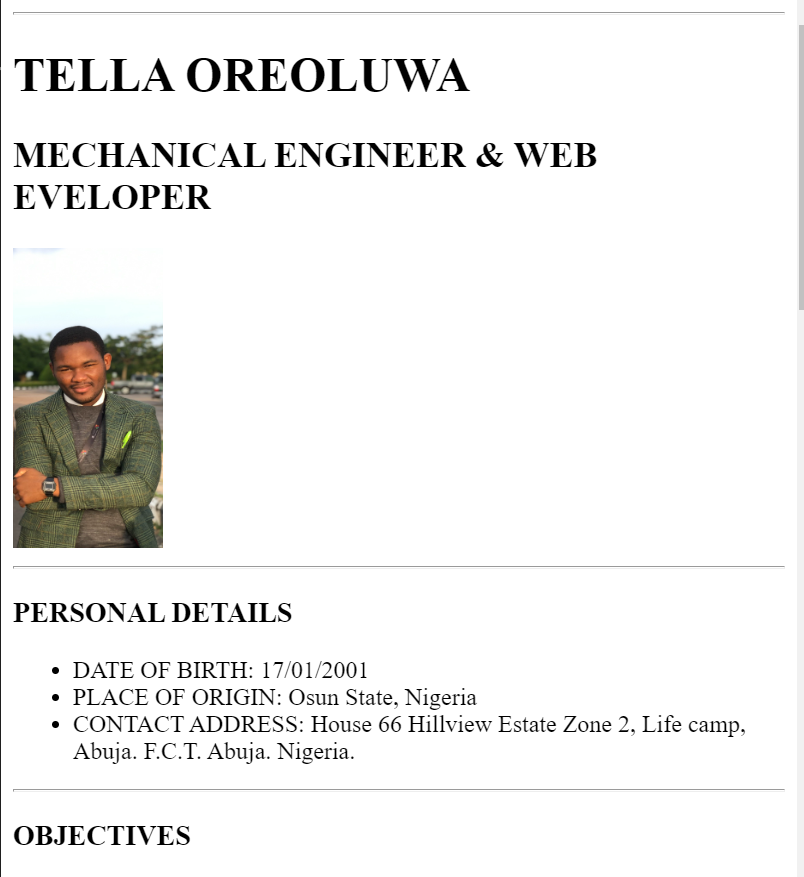 TELLA OREOLUWA
MECHANICAL ENGINEER & WEB
EVELOPER
PERSONAL DETAILS
DATE OF BIRTH: 17/01/2001
PLACE OF ORIGIN: Osun State, Nigeria
CONTACT ADDRESS: House 66 Hillview Estate Zone 2, Life camp,
Abuja. F.C.T. Abuja. Nigeria.
OBJECTIVES